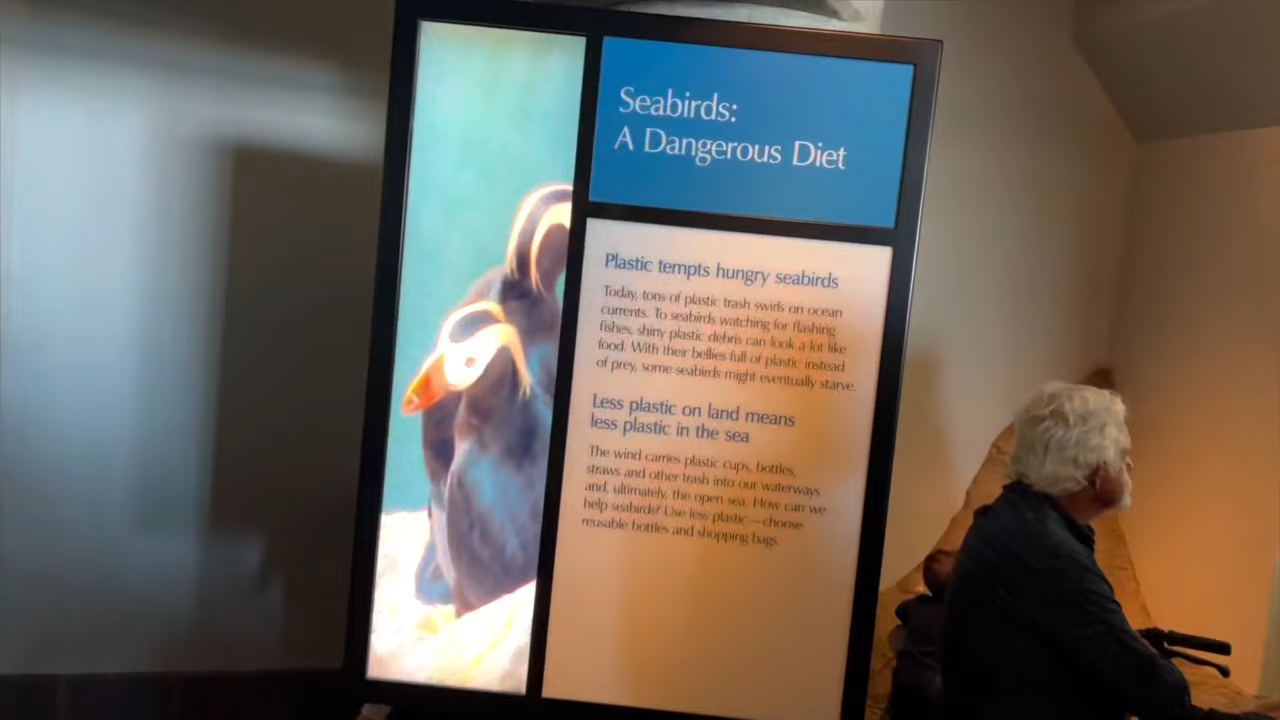 Seabirds:
A Dangerous Diet
Plastic tempts hungry seabirds
Today, tons of plastic trash swirls on ocean
currents. To seabirds watching for flashing
fishes, shiny plastic debris can look a lot like
food. With their bellies full of plastic instead
of prey, some seabirds might eventually starve.
Less plastic on land means
less plastic in the sea
The wind carries plastic cups, bottles,
straws and other trash into our waterways
and, ultimately, the open sea. How can we
help seabirds? Use less plastic—choose
reusable bottles and shopping bags.